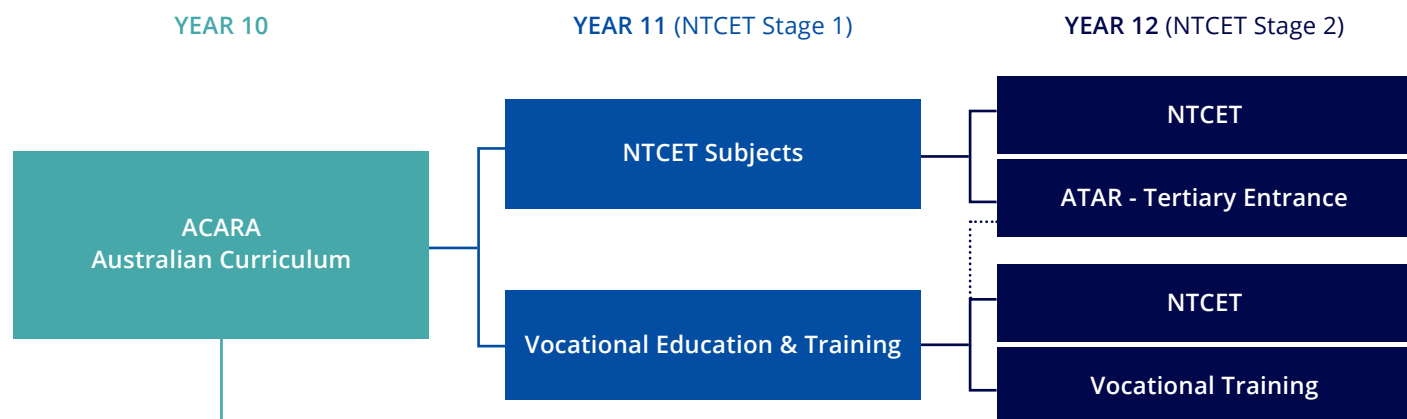 YEAR 10
YEAR 11 (NTCET Stage 1)
YEAR 12 (NTCET Stage 2)
ACARA
Australian Curriculum
NTCET Subjects
Vocational Education & Training
NTCET
ATAR - Tertiary Entrance
NTCET
Vocational Training